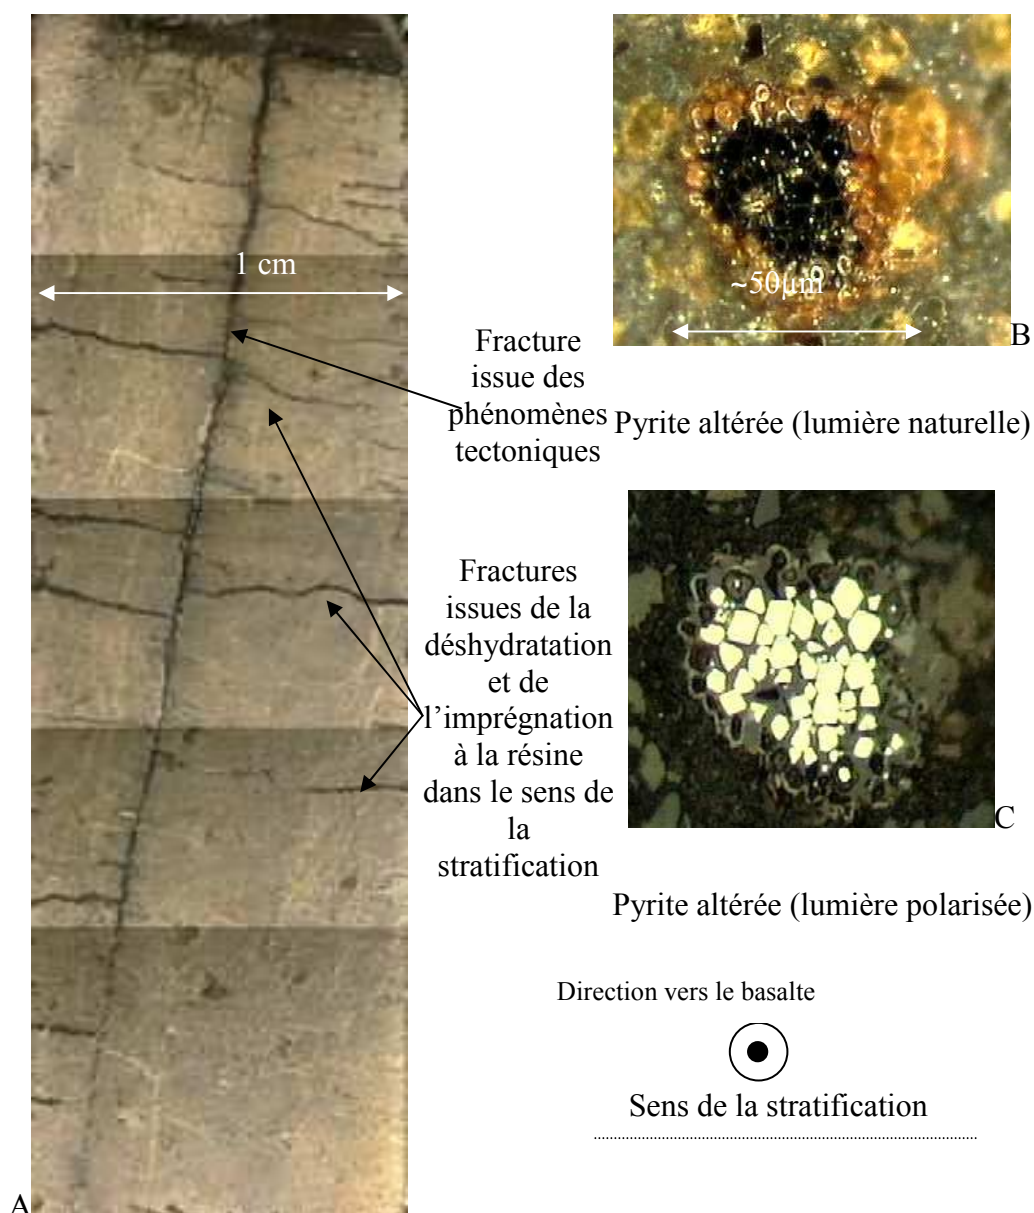 1 cm
A
Fracture
issue des
phénomènes
tectoniques
Fractures
issues de la
déshydratation
et de
l’imprégnation
à la résine
dans le sens de
la
stratification
~50µm
B
Pyrite altérée (lumière naturelle)
C
Pyrite altérée (lumière polarisée)
Direction vers le basalte
Sens de la stratification